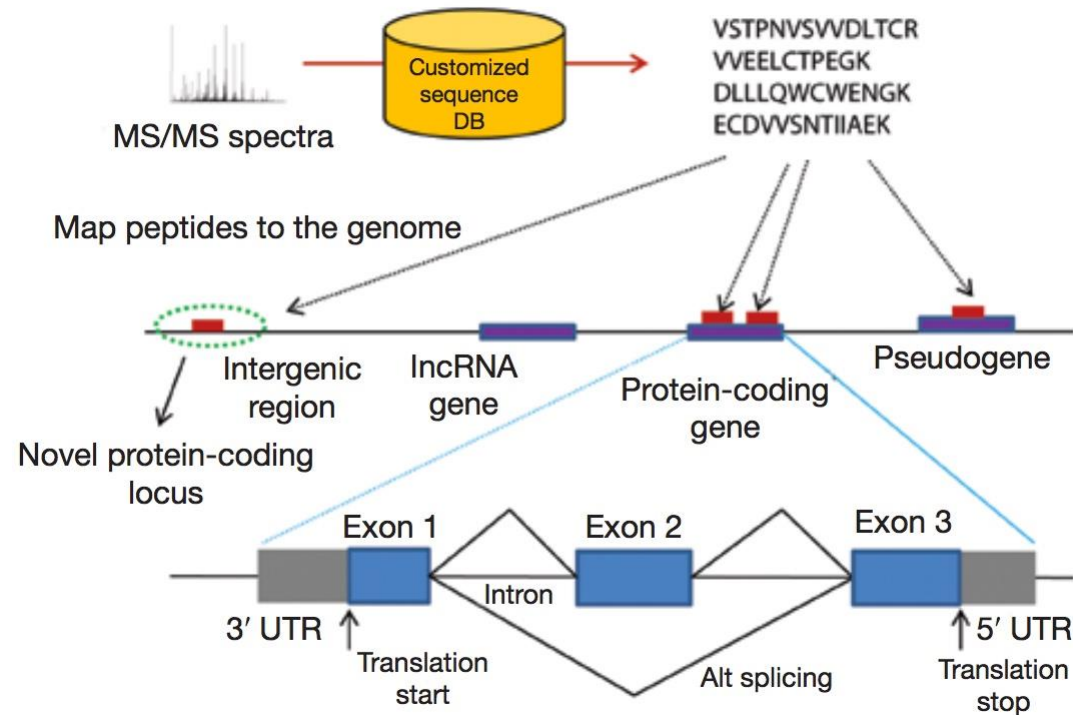 MS/MS spectra
Customized
sequence
DB
VSTPNVSVVDLTCR
VVEELCTPEGK
DLLLQWCWENGK
ECDVVSNTIIAEK
Map peptides to the genome
Intergenic
region
lncRNA
gene
Protein-coding
gene
Pseudogene
Novel protein-coding
locus
Exon 1
Exon 2
Exon 3
Intron
3′ UTR
5′ UTR
Translation
start
Alt splicing
Translation
stop